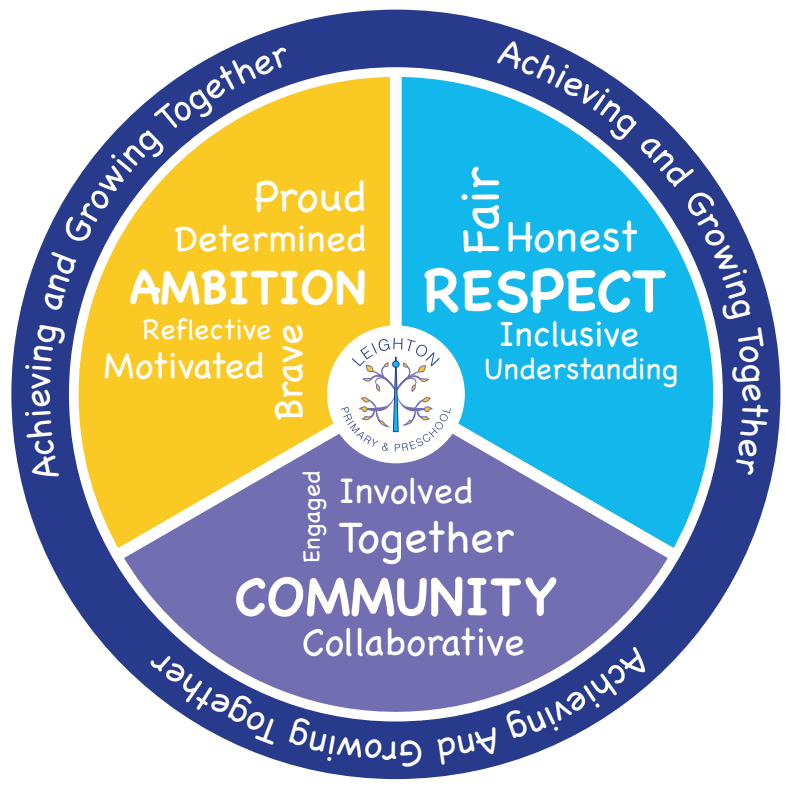 Achieving and Growing Together
Achieving and Growing Together
Proud
Determined
AMBITION
Reflective
Motivated
Brave
Fair
Honest
RESPECT
Inclusive
Understanding
LEIGHTON
PRIMARY & PRESCHOOL
Engaged
Involved
Together
COMMUNITY
Collaborative
Achieving And Growing Together